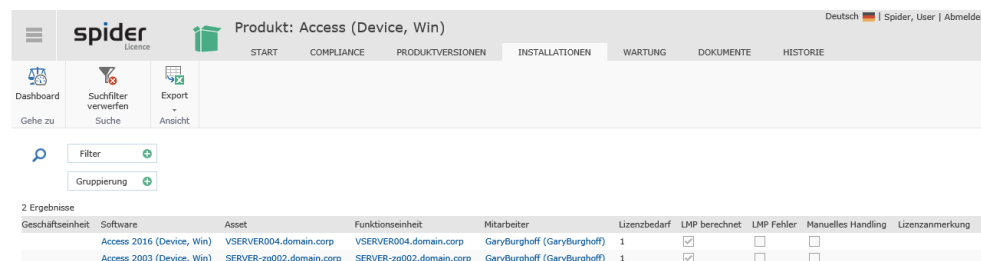 Deutsch | Spider, User | Abmelde
spider
Licence
Produkt: Access (Device, Win)
START COMPLIANCE PRODUKTVERSIONEN INSTALLATIONEN WARTUNG DOKUMENTE HISTORIE
Dashboard Suchfilter verwerfen Export
Gehe zu Suche Ansicht
Filter
Gruppierung
2 Ergebnisse
Geschäftseinheit Software Asset Funktionseinheit Mitarbeiter Lizenzbedarf LMP berechnet LMP Fehler Manuelles Handling Lizenzanmerkung
Access 2016 (Device, Win) VSERVER004.domain.corp VSERVER004.domain.corp GaryBurghoff (GaryBurghoff) 1
Access 2003 (Device, Win) SERVER-zg002.domain.corp SERVER-zg002.domain.corp GaryBurghoff (GaryBurghoff) 1